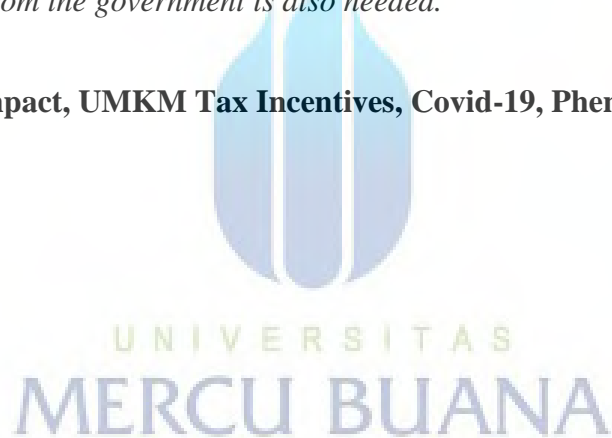 om the government is also needed.
pact, UMKM Tax Incentives, Covid-19, Phen
UNIVERSITAS
MERCU BUANA